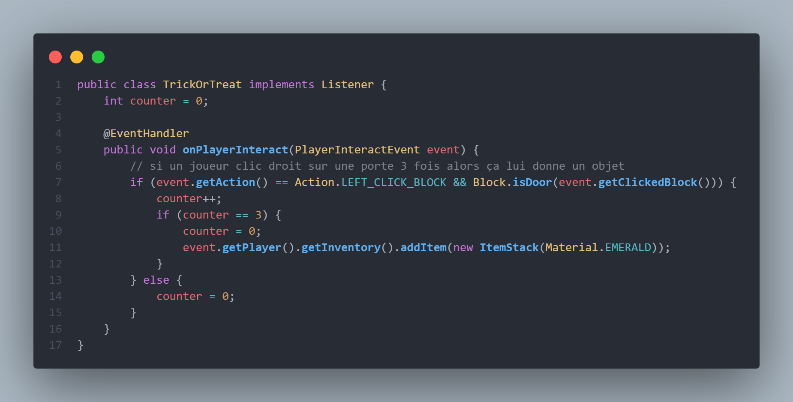 1 public class TrickOrTreat implements Listener {
2     int counter = 0;
3
4     @EventHandler
5     public void onPlayerInteract(PlayerInteractEvent event) {
6         // si un joueur clic droit sur une porte 3 fois alors ça lui donne un objet
7         if (event.getAction() == Action.LEFT_CLICK_BLOCK && Block.isDoor(event.getClickedBlock())) {
8             counter++;
9             if (counter == 3) {
10                 counter = 0;
11                 event.getPlayer().getInventory().addItem(new ItemStack(Material.EMERALD));
12             }
13         } else {
14             counter = 0;
15         }
16     }
17 }